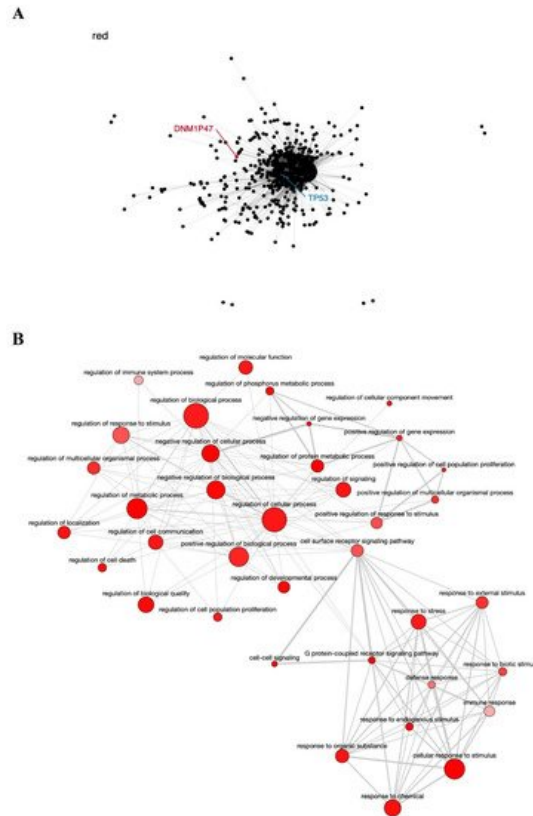 A
red
DNM1P47
TP53
B
regulation of molecular function
regulation of immune system process
regulation of phosphorus metabolic process
regulation of biological process
regulation of cellular component movement
negative regulation of gene expression
regulation of response to stimulus
positive regulation of gene expression
negative regulation of cellular process
regulation of multicellular organismal process
regulation of protein metabolic process
positive regulation of cell population proliferation
negative regulation of biological process
regulation of signaling
regulation of metabolic process
positive regulation of multicellular organismal process
regulation of cellular process
positive regulation of response to stimulus
regulation of localization
regulation of cell communication
positive regulation of biological process
cell surface receptor signaling pathway
regulation of cell death
regulation of developmental process
regulation of biological quality
response to external stimulus
regulation of cell population proliferation
response to stress
cell-cell signaling
G protein-coupled receptor signaling pathway
response to biotic stimu
defense response
immune response
response to endogenous stimulus
response to organic substance
cellular response to stimulus
response to chemical